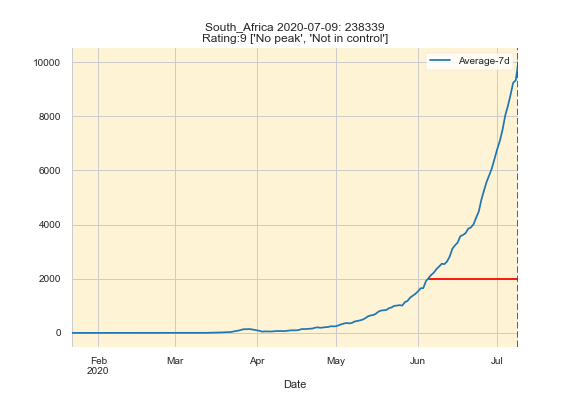 South_Africa 2020-07-09: 238339
Rating:9 ['No peak', 'Not in control']
Average-7d
10000
8000
6000
4000
2000
0
Feb Mar Apr May Jun Jul
2020
Date